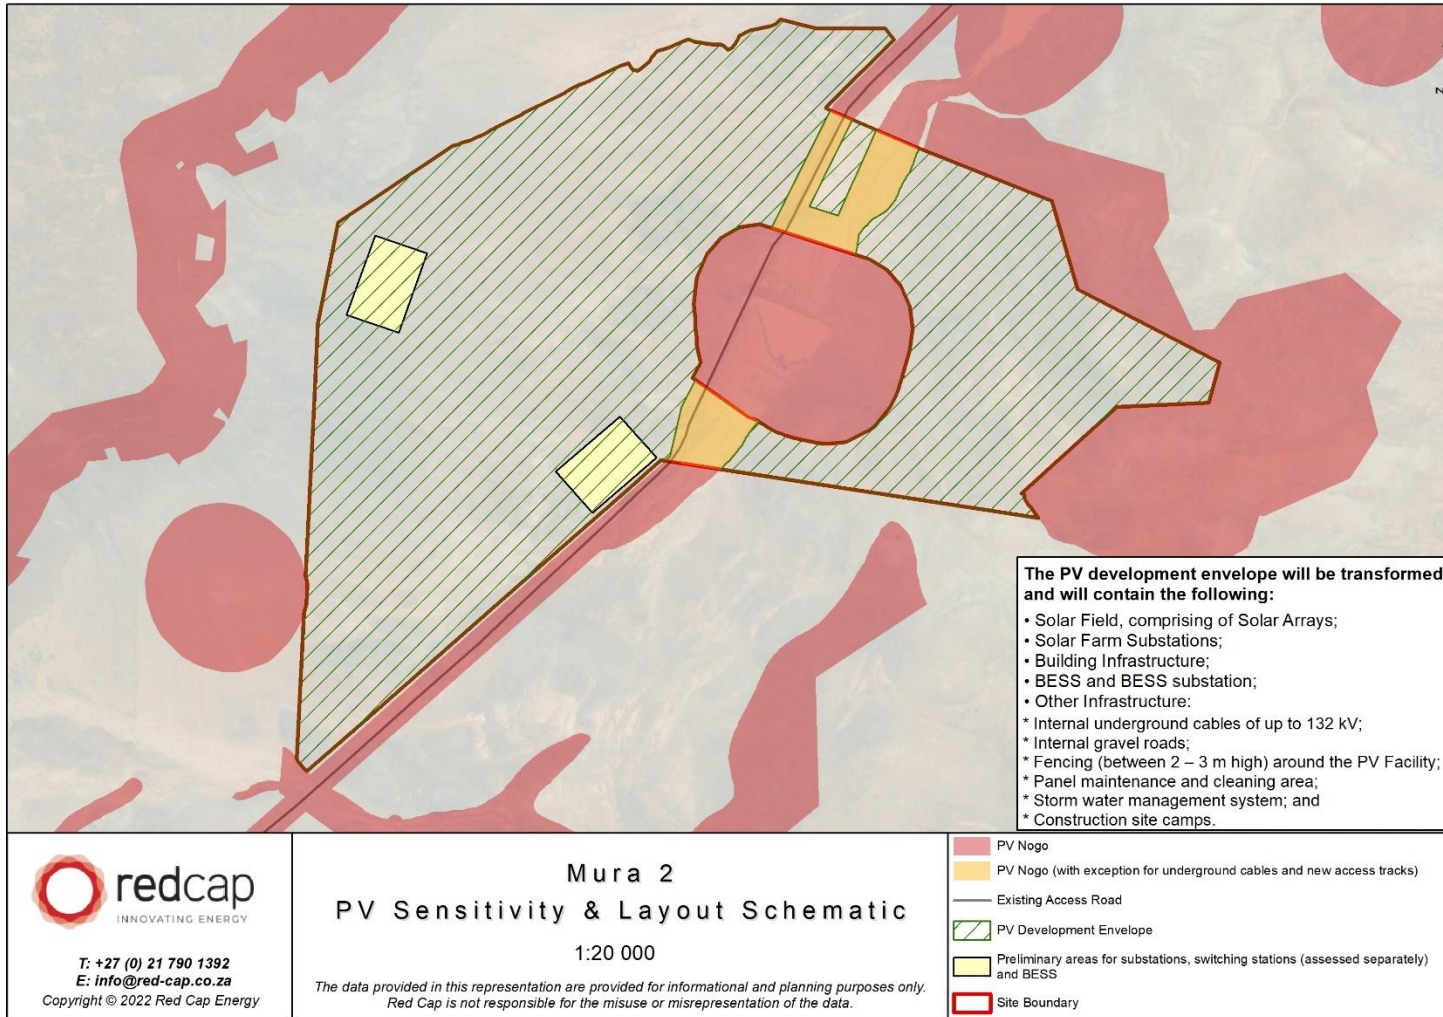 z
The PV development envelope will be transformed
and will contain the following:
• Solar Field, comprising of Solar Arrays;
• Solar Farm Substations;
• Building Infrastructure;
• BESS and BESS substation;
• Other Infrastructure:
* Internal underground cables of up to 132 kV;
* Internal gravel roads;
* Fencing (between 2 – 3 m high) around the PV Facility;
* Panel maintenance and cleaning area;
* Storm water management system; and
* Construction site camps.
redcap
INNOVATING ENERGY
T: +27 (0) 21 790 1392
E: info@red-cap.co.za
Copyright © 2022 Red Cap Energy
Mura 2
PV Sensitivity & Layout Schematic
1:20 000
The data provided in this representation are provided for informational and planning purposes only.
Red Cap is not responsible for the misuse or misrepresentation of the data.
PV Nogo
PV Nogo (with exception for underground cables and new access tracks)
Existing Access Road
PV Development Envelope
Preliminary areas for substations, switching stations (assessed separately)
and BESS
Site Boundary